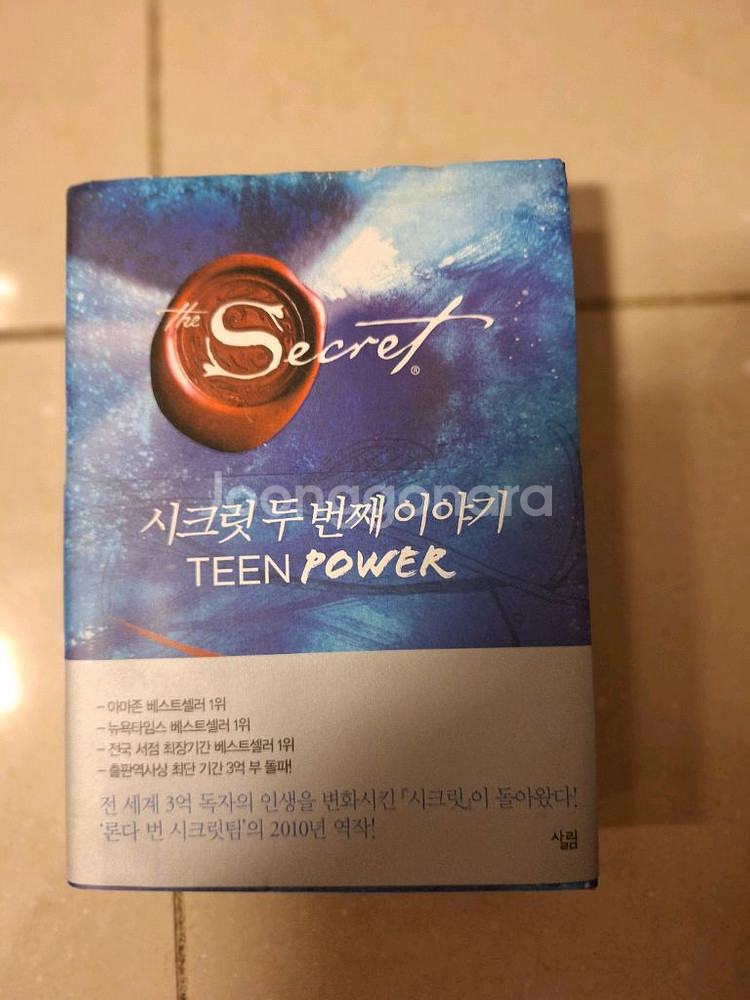 the Secret®
Joonggonara
시크릿 두 번째 이야기
TEEN POWER
- 아마존 베스트셀러 1위
- 뉴욕타임스 베스트셀러 1위
- 전국 서점 최장기간 베스트셀러 1위
- 출판역사상 최단 기간 3억 부 돌파!
전 세계 3억 독자의 인생을 변화시킨 『시크릿』이 돌아왔다!
‘론다 번 시크릿팀’의 2010년 역작!
살림